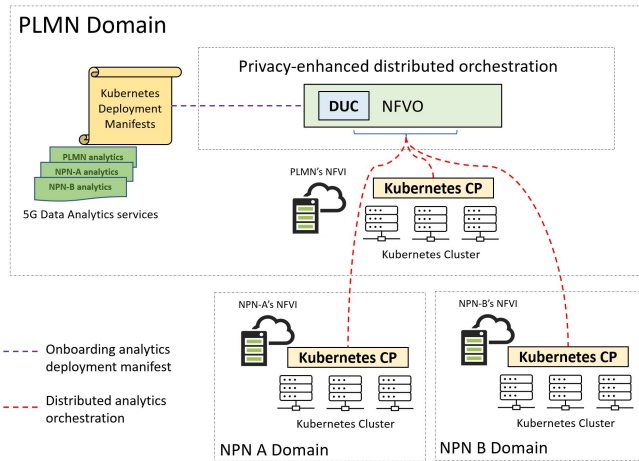 PLMN Domain
Privacy-enhanced distributed orchestration
Kubernetes
Deployment
Manifests
DUC
NFVO
PLMN analytics
NPN-A analytics
NPN-B analytics
5G Data Analytics services
PLMN's NFVI
Kubernetes CP
Kubernetes Cluster
NPN-A's NFVI
Kubernetes CP
Kubernetes Cluster
NPN A Domain
NPN-B's NFVI
Kubernetes CP
Kubernetes Cluster
NPN B Domain
Onboarding analytics
deployment manifest
Distributed analytics
orchestration